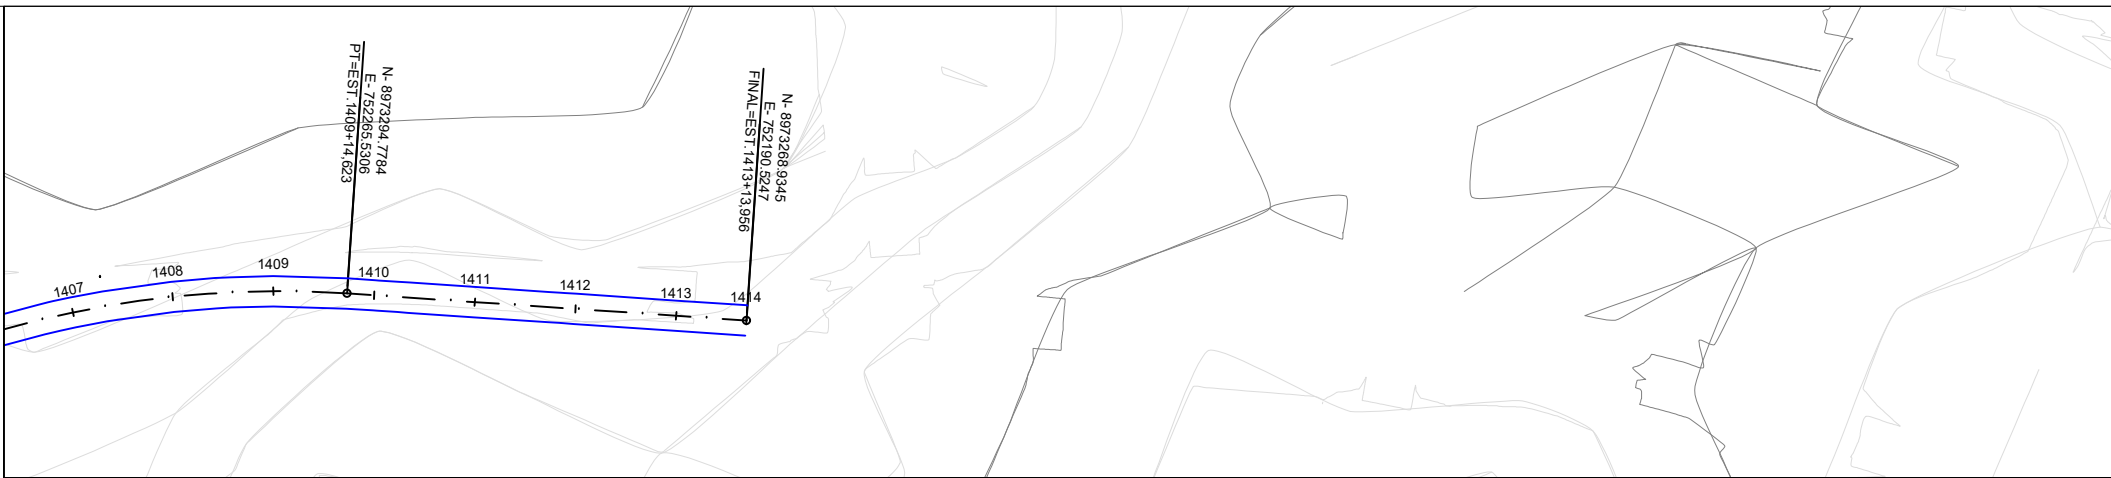 N- 8973294.7784
E- 752265.5306
PT=EST.1409+14,623
N- 8973268.9345
E- 752190.5247
FINAL=EST.1413+13,956
1407
1408
1409
1410
1411
1412
1413
1414